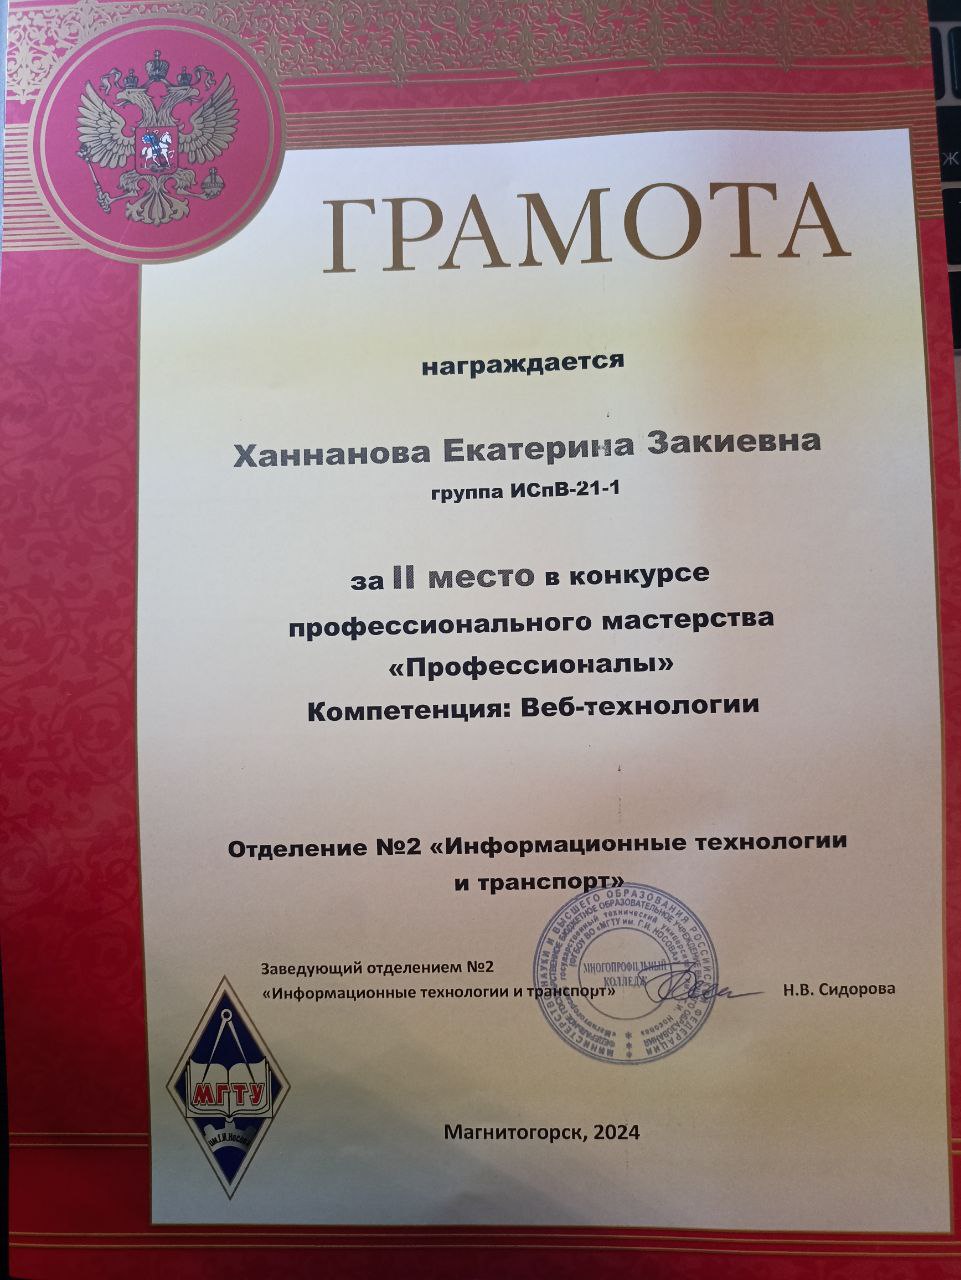 ГРАМОТА
награждается
Ханнанова Екатерина Закиевна
группа ИСпВ-21-1
за II место в конкурсе
профессионального мастерства
«Профессионалы»
Компетенция: Веб-технологии
Отделение №2 «Информационные технологии
и транспорт»
Заведующий отделением №2
«Информационные технологии и транспорт»
Н.В. Сидорова
МНОГОПРОФИЛЬНЫЙ
КОЛЛЕДЖ
МГТУ
им.Г.И.Носова
Магнитогорск, 2024